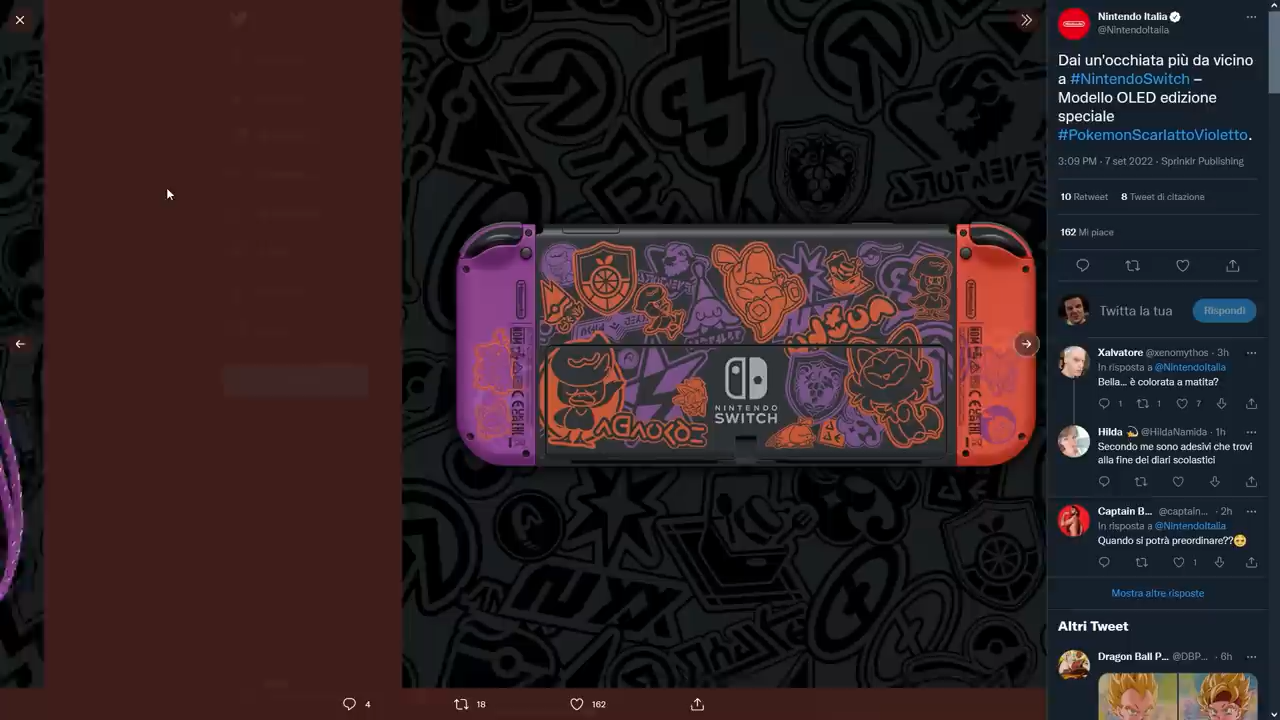 Nintendo Italia
@NintendoItalia
Dai un'occhiata più da vicino
a #NintendoSwitch –
Modello OLED edizione
speciale
#PokemonScarlattoVioletto.
3:09 PM · 7 set 2022 · Sprinklr Publishing
10 Retweet 8 Tweet di citazione
162 Mi piace
Twitta la tua
Rispondi
Xalvatore @xenomythos · 3h
In risposta a @NintendoItalia
Bella... è colorata a matita?
1 1 7
Hilda @HildaNamida · 1h
Secondo me sono adesivi che trovi
alla fine dei diari scolastici
Captain B... @captain... · 2h
In risposta a @NintendoItalia
Quando si potrà preordinare??
1
Mostra altre risposte
Altri Tweet
Dragon Ball P... @DBP... · 6h
NINTENDO
SWITCH
Nintendo
Nintendo
4 18 162